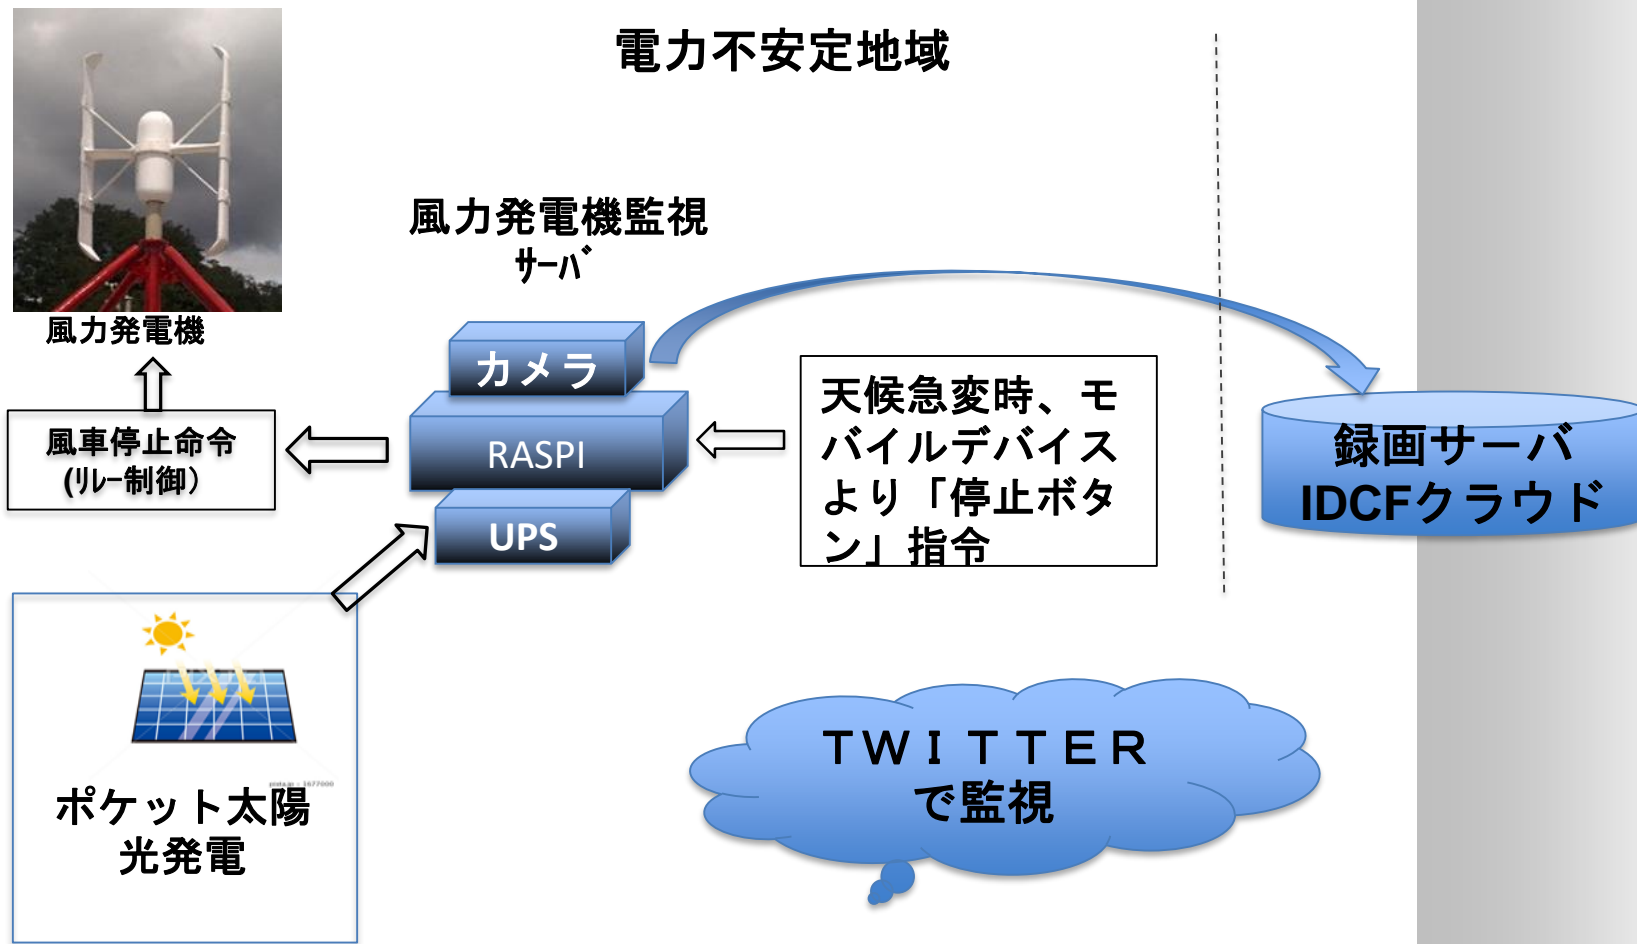 電力不安定地域
風力発電機監視
ｻｰﾊﾞ
風力発電機
カメラ
RASPI
UPS
風車停止命令
(ﾘﾚｰ制御）
天候急変時、モ
バイルデバイス
より「停止ボタ
ン」指令
録画サーバ
IDCFクラウド
ＴＷＩＴＴＥＲ
で監視
ポケット太陽
光発電